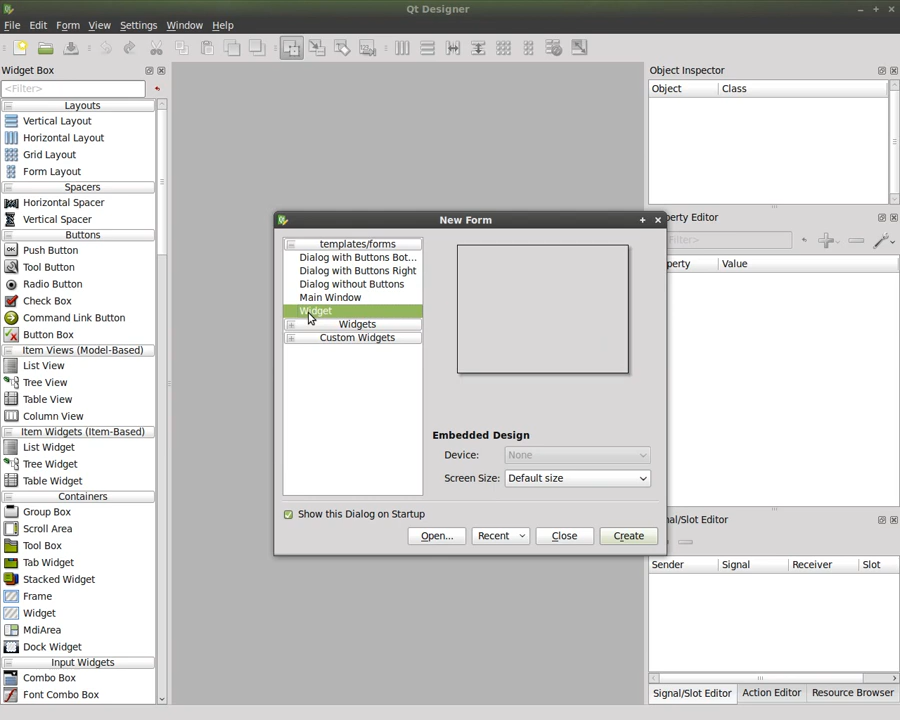 Qt Designer
File Edit Form View Settings Window Help
Widget Box
<Filter>
Layouts
Vertical Layout
Horizontal Layout
Grid Layout
Form Layout
Spacers
Horizontal Spacer
Vertical Spacer
Buttons
Push Button
Tool Button
Radio Button
Check Box
Command Link Button
Button Box
Item Views (Model-Based)
List View
Tree View
Table View
Column View
Item Widgets (Item-Based)
List Widget
Tree Widget
Table Widget
Containers
Group Box
Scroll Area
Tool Box
Tab Widget
Stacked Widget
Frame
Widget
MdiArea
Dock Widget
Input Widgets
Combo Box
Font Combo Box
New Form
templates/forms
Dialog with Buttons Bot...
Dialog with Buttons Right
Dialog without Buttons
Main Window
Widget
Widgets
Custom Widgets
Embedded Design
Device: None
Screen Size: Default size
Show this Dialog on Startup
Open... Recent Close Create
Object Inspector
Object Class
perty Editor
Filter>
perty Value
nal/Slot Editor
Sender Signal Receiver Slot
Signal/Slot Editor Action Editor Resource Browser